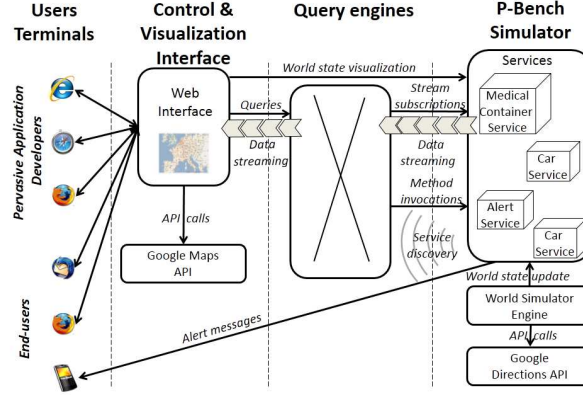 Users
Terminals
Control &
Visualization
Interface
Query engines
P-Bench
Simulator
Pervasive Application
Developers
End-users
Web
Interface
World state visualization
Queries
Data
streaming
Stream
subscriptions
Data
streaming
Method
invocations
Service
discovery
Services
Medical
Container
Service
Car
Service
Alert
Service
Car
Service
API calls
Google Maps
API
World state update
World Simulator
Engine
API calls
Google
Directions API
Alert messages